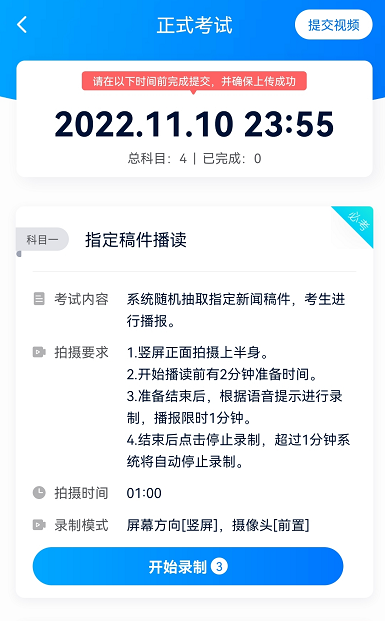 正式考试
提交视频
请在以下时间前完成提交，并确保上传成功
2022.11.10 23:55
总科目：4 | 已完成：0
必考
科目一
指定稿件播读
考试内容 系统随机抽取指定新闻稿件，考生进
行播报。
拍摄要求 1.竖屏正面拍摄上半身。
2.开始播读前有2分钟准备时间。
3.准备结束后，根据语音提示进行录
制，播报限时1分钟。
4.结束后点击停止录制，超过1分钟系
统将自动停止录制。
拍摄时间 01:00
录制模式 屏幕方向[竖屏]，摄像头[前置]
开始录制 3